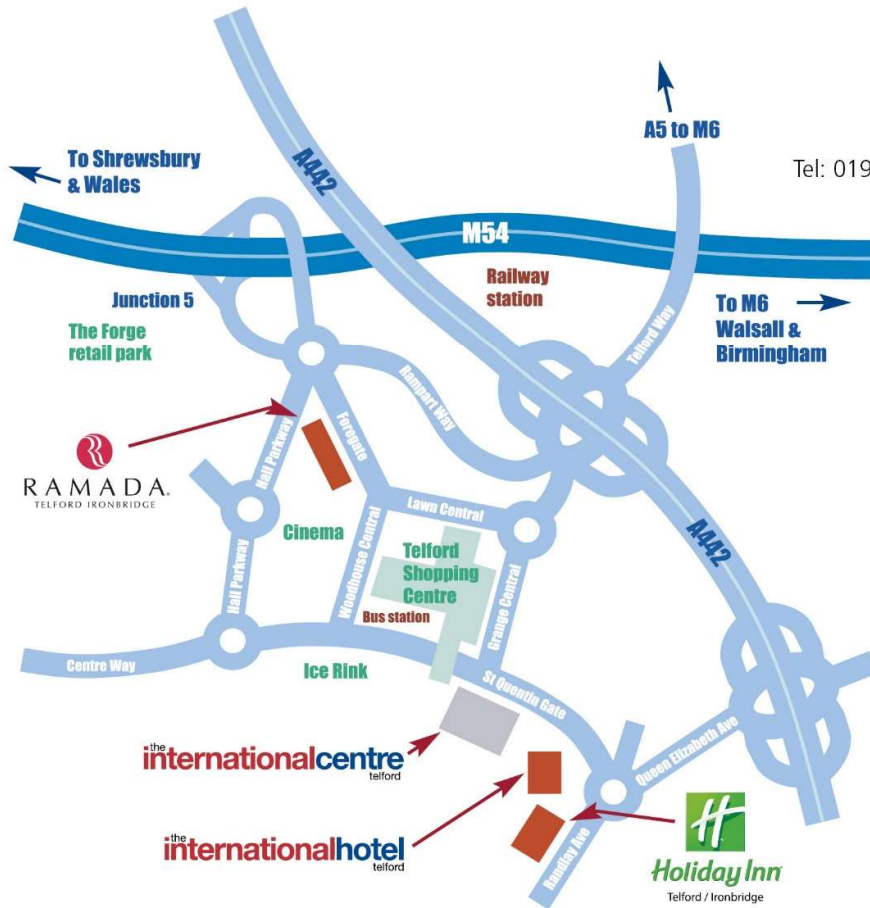 A5 to M6
To Shrewsbury
& Wales
Tel: 019
A442
M54
Junction 5
Railway
station
To M6
Walsall &
Birmingham
The Forge
retail park
Telford Way
Rampart Way
Foregate
Hall Parkway
RAMADA.
TELFORD IRONBRIDGE
Lawn Central
Cinema
Woodhouse Central
Telford
Shopping
Centre
A442
Hall Parkway
Bus station
Grange Central
Centre Way
Ice Rink
St Quentin Gate
Queen Elizabeth Ave
the
internationalcentre
telford
the
internationalhotel
telford
Randlay Ave
H
Holiday Inn
Telford / Ironbridge